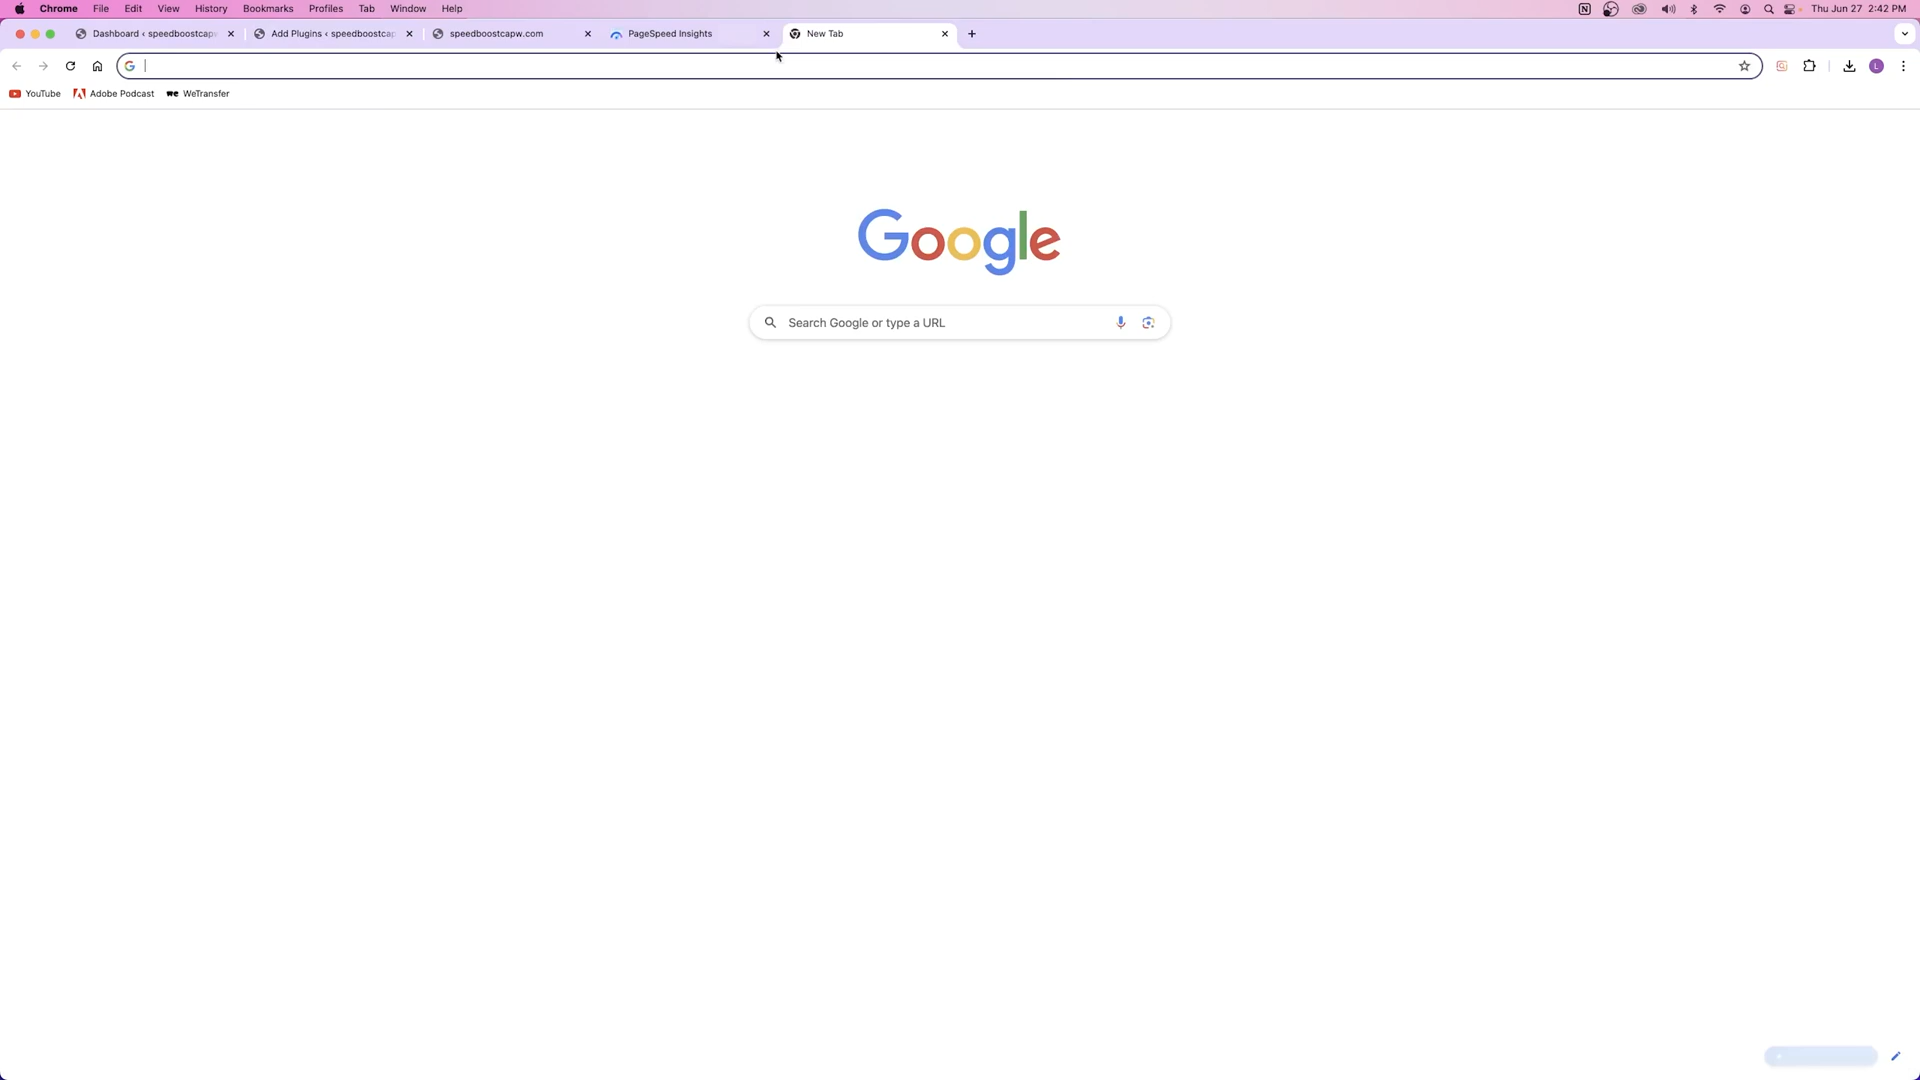 Chrome File Edit View History Bookmarks Profiles Tab Window Help Thu Jun 27 2:42 PM
Dashboard ‹ speedboostcapw Add Plugins ‹ speedboostcap speedboostcapw.com PageSpeed Insights New Tab
YouTube Adobe Podcast WeTransfer
Google
Search Google or type a URL